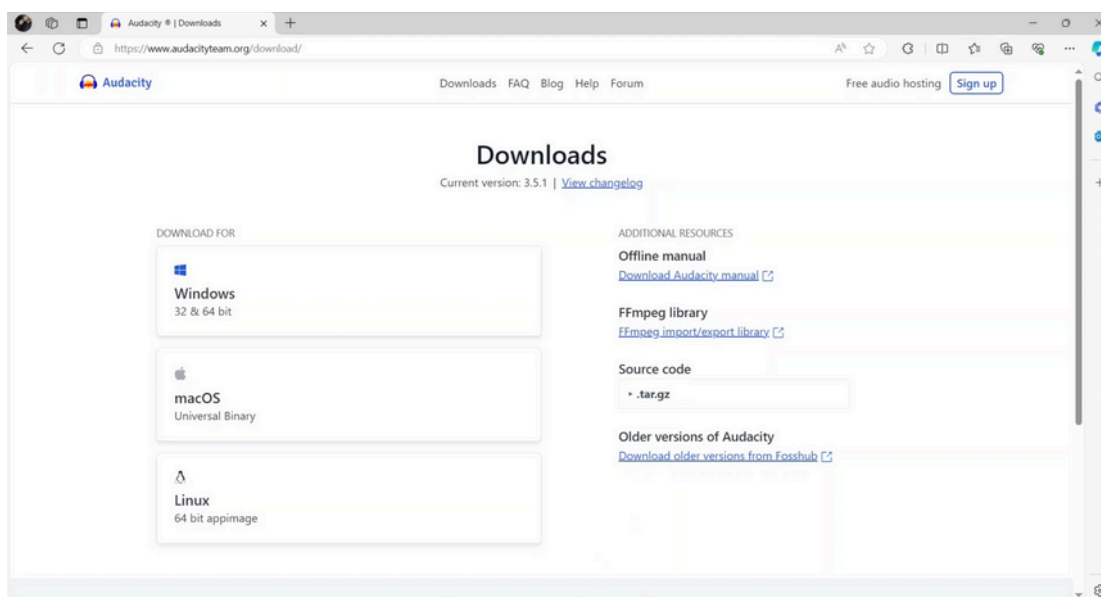 Audacity ® | Downloads
https://www.audacityteam.org/download/
Audacity
Downloads FAQ Blog Help Forum
Free audio hosting Sign up
Downloads
Current version: 3.5.1 | View changelog
DOWNLOAD FOR
Windows
32 & 64 bit
macOS
Universal Binary
Linux
64 bit appimage
ADDITIONAL RESOURCES
Offline manual
Download Audacity manual
FFmpeg library
FFmpeg import/export library
Source code
.tar.gz
Older versions of Audacity
Download older versions from Fosshub